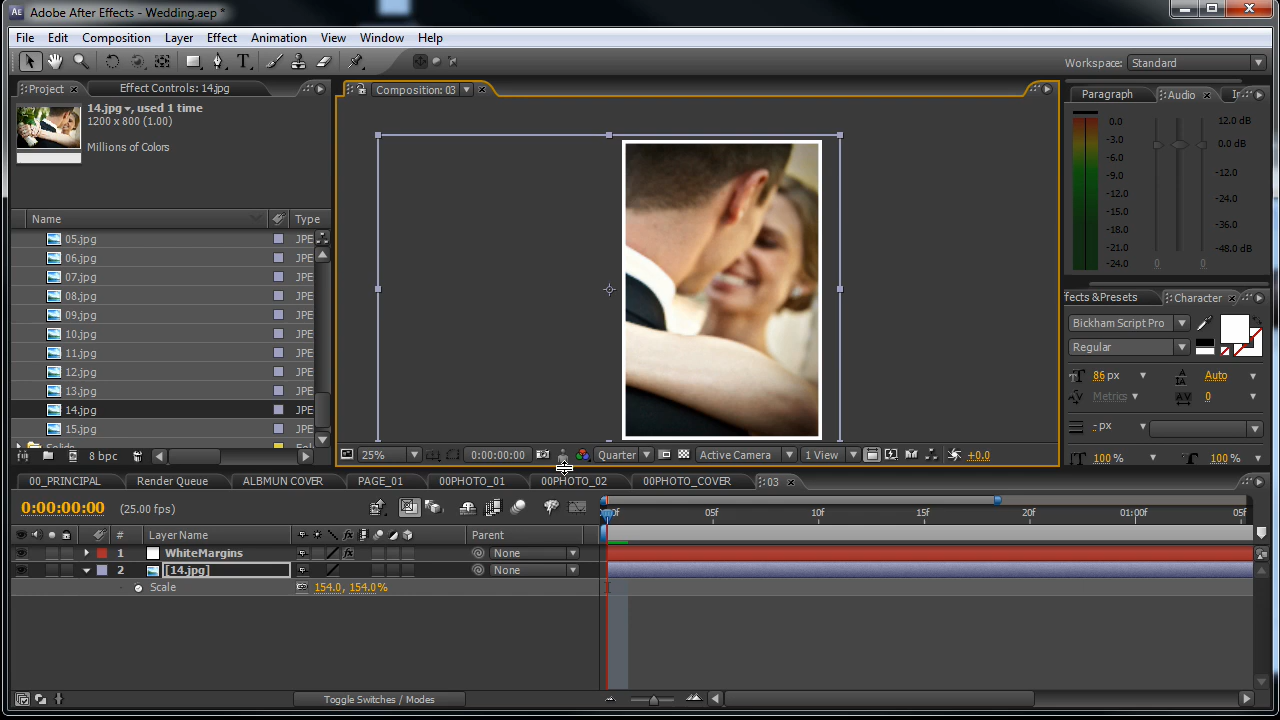 Adobe After Effects - Wedding.aep *
File Edit Composition Layer Effect Animation View Window Help
Workspace: Standard
Project Effect Controls: 14.jpg
14.jpg, used 1 time
1200 x 800 (1.00)
Millions of Colors
Name Type
05.jpg JPE
06.jpg JPE
07.jpg JPE
08.jpg JPE
09.jpg JPE
10.jpg JPE
11.jpg JPE
12.jpg JPE
13.jpg JPE
14.jpg JPE
15.jpg JPE
8 bpc
Composition: 03
25% 0:00:00:00 Quarter Active Camera 1 View +0.0
Paragraph Audio
0.0 12.0 dB
-3.0 0.0 dB
-6.0
-9.0 -12.0
-12.0
-15.0 -24.0
-18.0
-21.0 -36.0
-24.0 -48.0 dB
0 0
fects & Presets Character
Bickham Script Pro
Regular
86 px Auto
Metrics 0
- px
100 % 100 %
00_PRINCIPAL Render Queue ALBMUN COVER PAGE_01 00PHOTO_01 00PHOTO_02 00PHOTO_COVER 03
0:00:00:00 (25.00 fps)
05f 10f 15f 20f 01:00f 05f
# Layer Name Parent
1 WhiteMargins None
2 [14.jpg] None
Scale 154.0, 154.0%
Toggle Switches / Modes